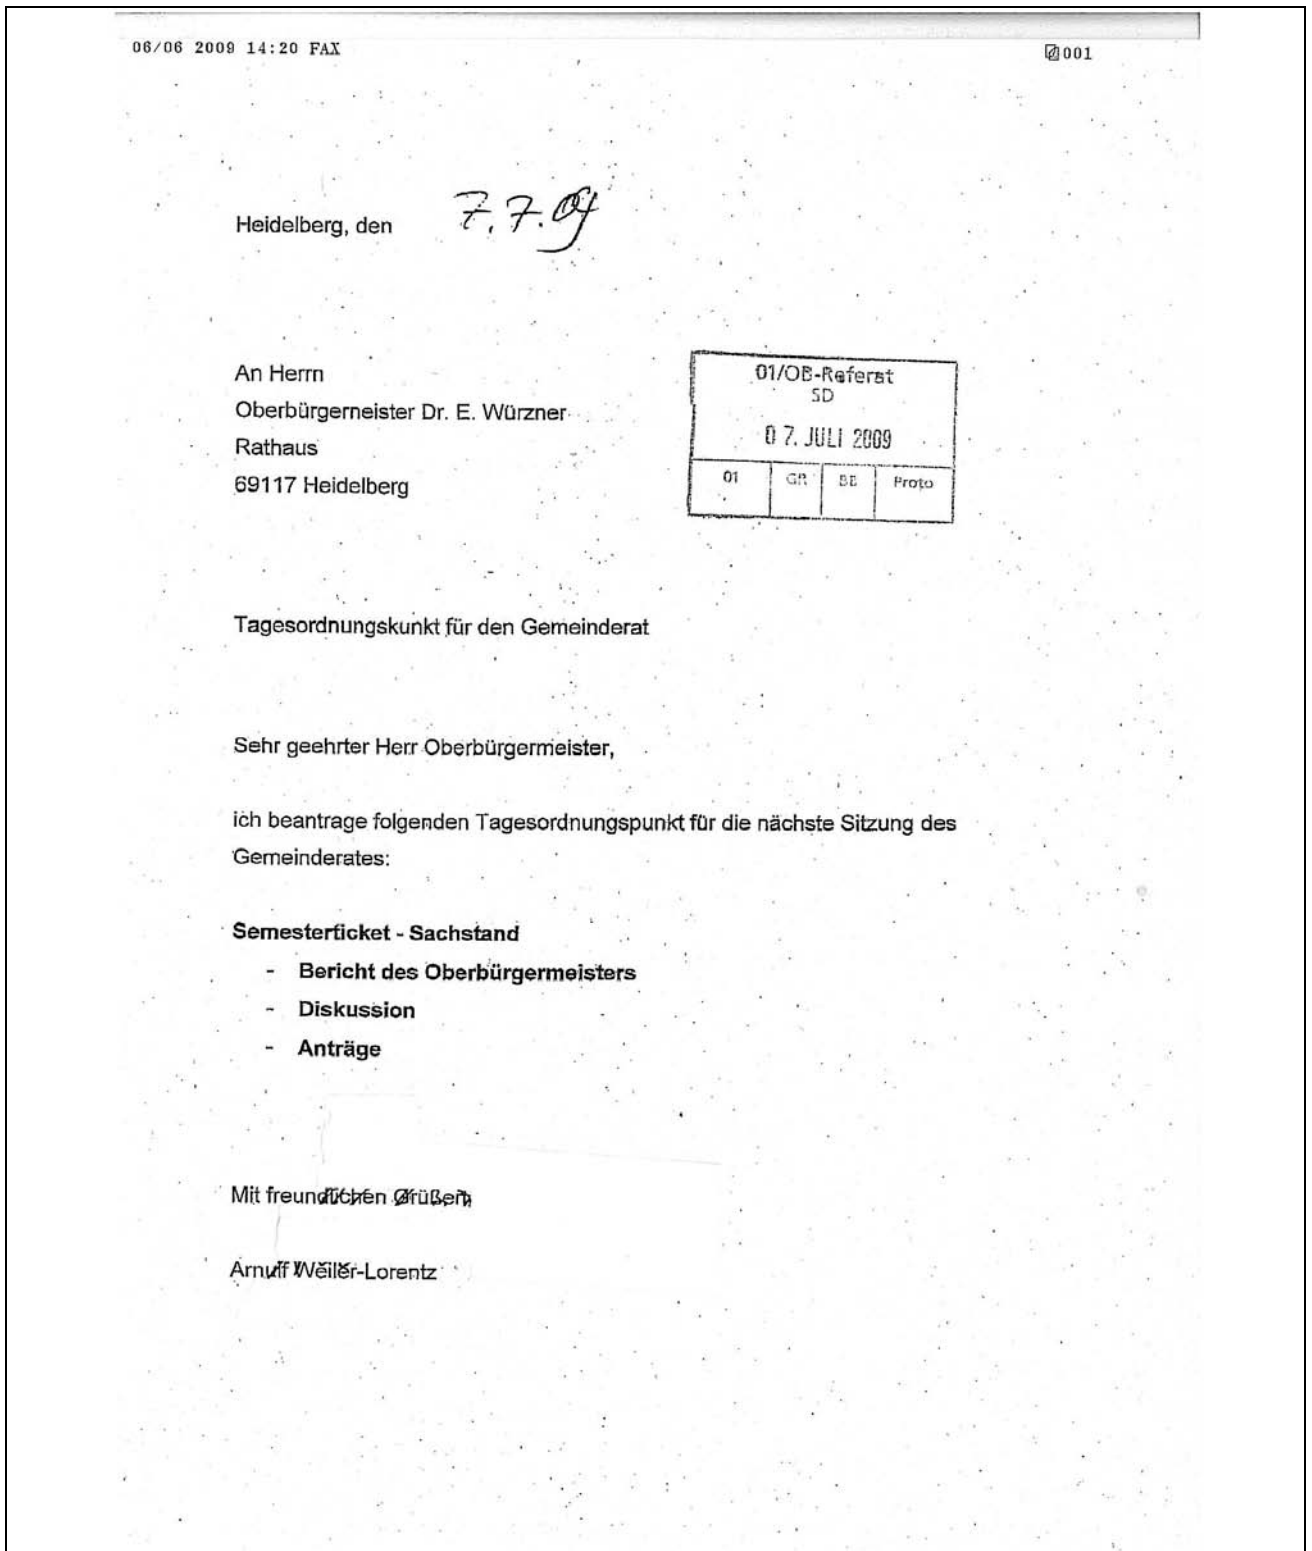 06/06 2009 14:20 FAX
001
Heidelberg, den 7.7.09
An Herrn
Oberbürgerneister Dr. E. Würzner
Rathaus
69117 Heidelberg
01/OB-Referat
SD
07. JULI 2009
01 GR BE Proto
Tagesordnungskunkt für den Gemeinderat
Sehr geehrter Herr Oberbürgermeister,
ich beantrage folgenden Tagesordnungspunkt für die nächste Sitzung des
Gemeinderates:
Semesterticket - Sachstand
- Bericht des Oberbürgermeisters
- Diskussion
- Anträge
Mit freundlichen Grüßen
Arnulf Weiler-Lorentz